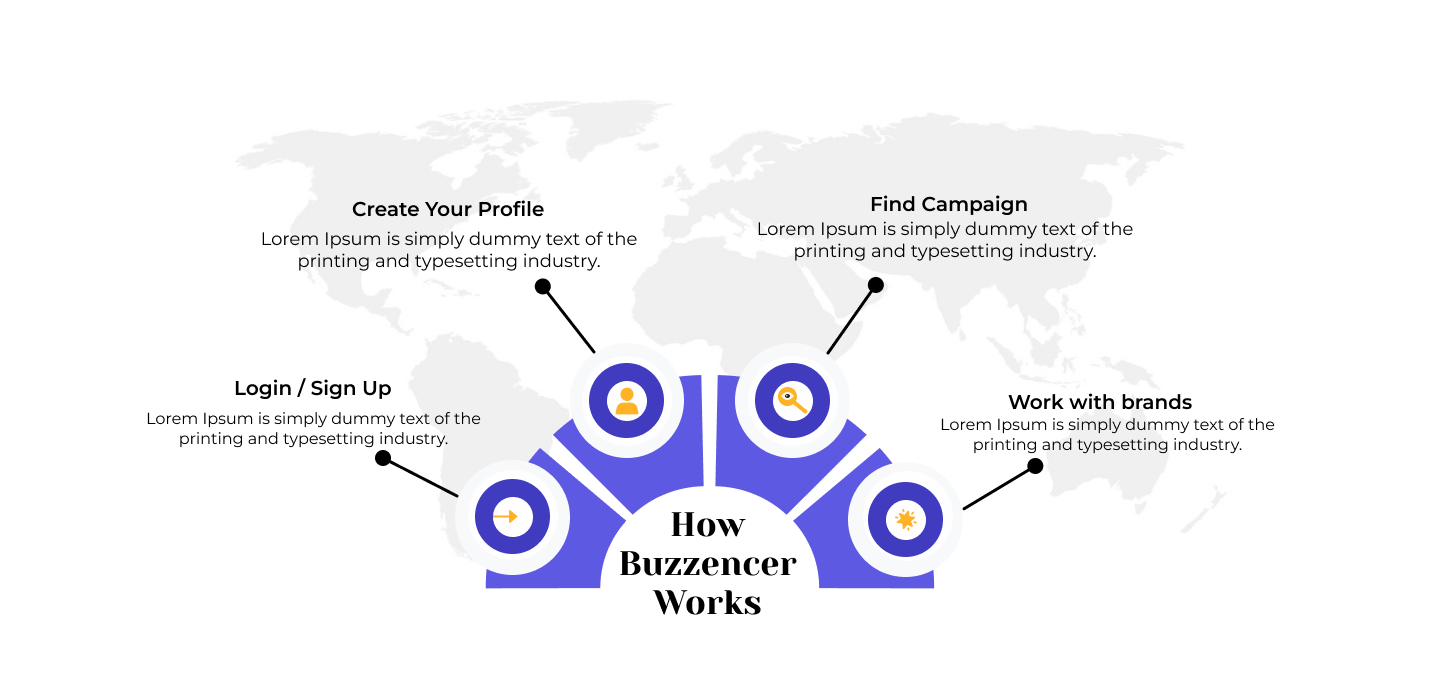 Create Your Profile
Lorem Ipsum is simply dummy text of the
printing and typesetting industry.
Find Campaign
Lorem Ipsum is simply dummy text of the
printing and typesetting industry.
Login / Sign Up
Lorem Ipsum is simply dummy text of the
printing and typesetting industry.
Work with brands
Lorem Ipsum is simply dummy text of the
printing and typesetting industry.
How
Buzzencer
Works